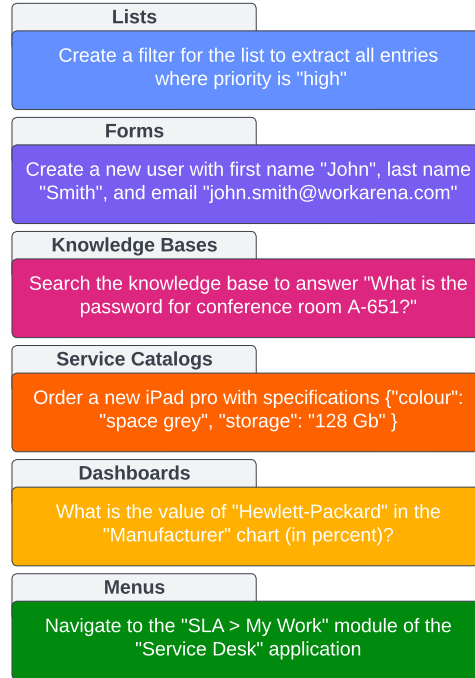 Lists
Create a filter for the list to extract all entries
where priority is "high"
Forms
Create a new user with first name "John", last name
"Smith", and email "john.smith@workarena.com"
Knowledge Bases
Search the knowledge base to answer "What is the
password for conference room A-651?"
Service Catalogs
Order a new iPad pro with specifications {"colour":
"space grey", "storage": "128 Gb" }
Dashboards
What is the value of "Hewlett-Packard" in the
"Manufacturer" chart (in percent)?
Menus
Navigate to the "SLA > My Work" module of the
"Service Desk" application